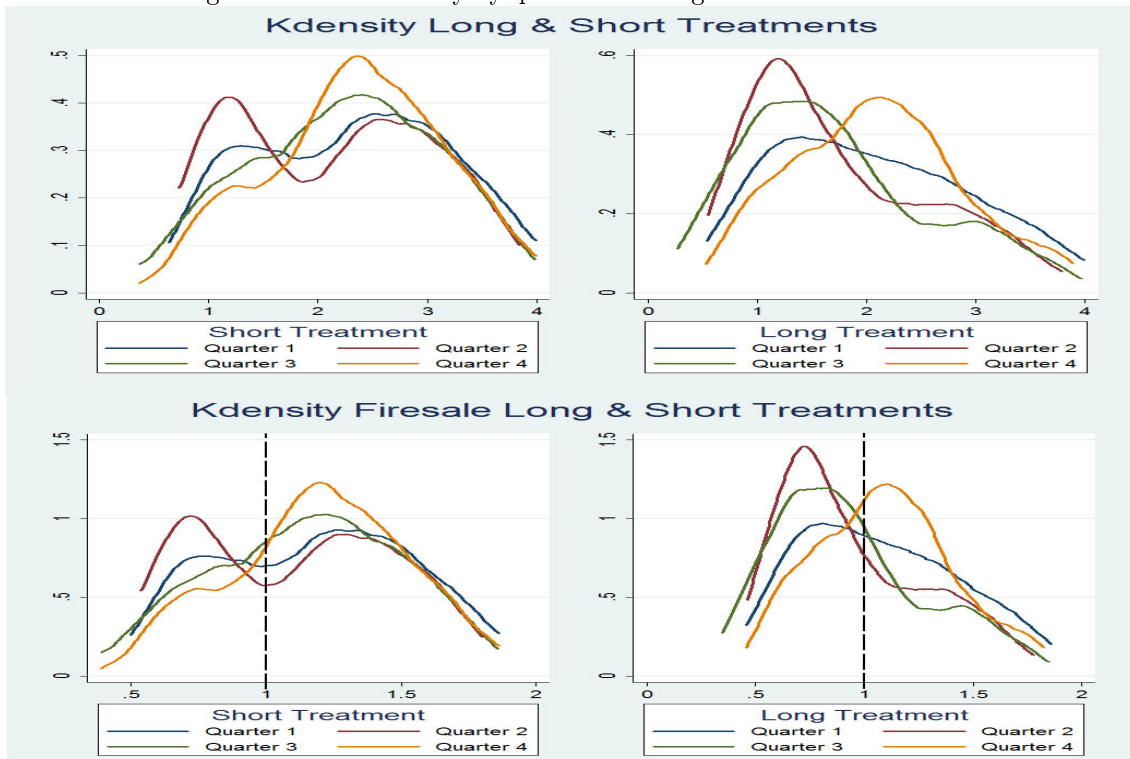 Kdensity Long & Short Treatments
.5
.4
.3
.2
.1
0
0 1 2 3 4
Short Treatment
Quarter 1 Quarter 2
Quarter 3 Quarter 4
.6
.4
.2
0
0 1 2 3 4
Long Treatment
Quarter 1 Quarter 2
Quarter 3 Quarter 4
Kdensity Firesale Long & Short Treatments
1.5
1
.5
0
.5 1 1.5 2
Short Treatment
Quarter 1 Quarter 2
Quarter 3 Quarter 4
1.5
1
.5
0
0 .5 1 1.5 2
Long Treatment
Quarter 1 Quarter 2
Quarter 3 Quarter 4